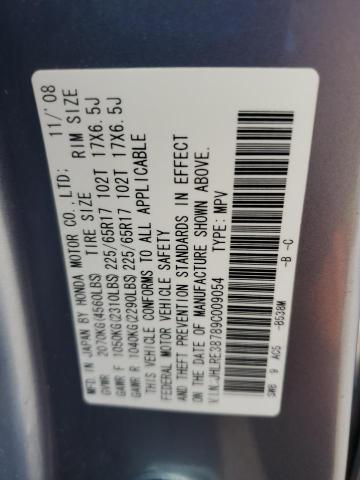 MFD. IN JAPAN BY HONDA MOTOR CO., LTD; 11/'08
TIRE SIZE RIM SIZE
GVWR 2070KG(4560LBS)
GAWR F 1050KG(2310LBS) 225/65R17 102T 17X6.5J
GAWR R 1040KG(2290LBS) 225/65R17 102T 17X6.5J
THIS VEHICLE CONFORMS TO ALL APPLICABLE
FEDERAL MOTOR VEHICLE SAFETY
AND THEFT PREVENTION STANDARDS IN EFFECT
ON THE DATE OF MANUFACTURE SHOWN ABOVE.
V.I.N:JHLRE38789C009054 TYPE: MPV
-B -C
SWB 9 AC5 -B538M